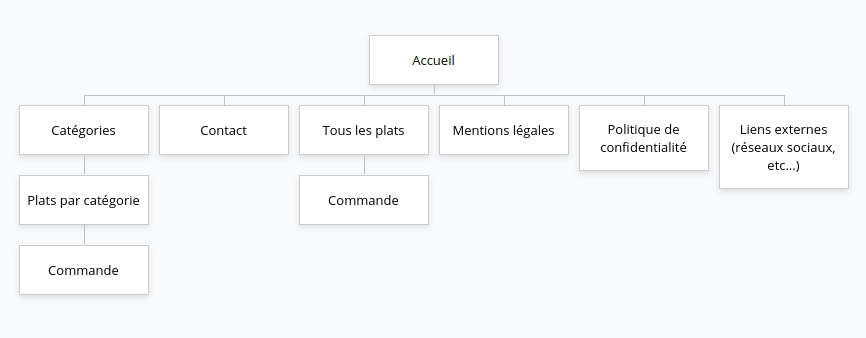 Accueil
Catégories
Contact
Tous les plats
Mentions légales
Politique de
confidentialité
Liens externes
(réseaux sociaux,
etc...)
Plats par catégorie
Commande
Commande